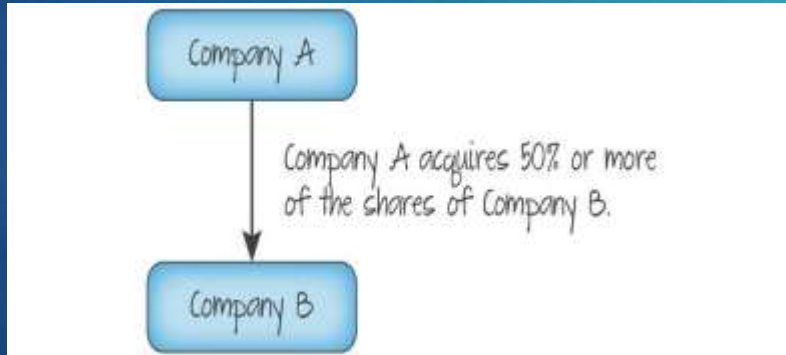 Company A
Company A acquires 50% or more
of the shares of Company B.
Company B